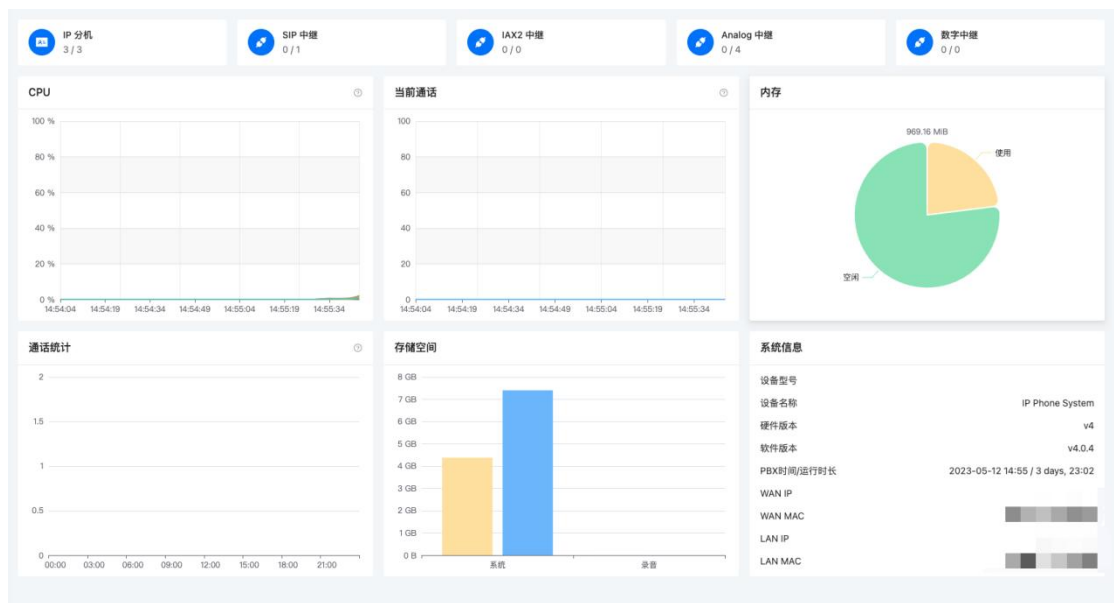 IP 分机
3 / 3
SIP 中继
0 / 1
IAX2 中继
0 / 0
Analog 中继
0 / 4
数字中继
0 / 0
CPU
100 %
80 %
60 %
40 %
20 %
0 %
14:54:04 14:54:19 14:54:34 14:54:49 14:55:04 14:55:19 14:55:34
当前通话
100
80
60
40
20
0
14:54:04 14:54:19 14:54:34 14:54:49 14:55:04 14:55:19 14:55:34
内存
969.16 MiB
使用
空闲
通话统计
2
1.5
1
0.5
0
00:00 03:00 06:00 09:00 12:00 15:00 18:00 21:00
存储空间
8 GB
7 GB
6 GB
5 GB
4 GB
3 GB
2 GB
1 GB
0 B
系统 录音
系统信息
设备型号
设备名称 IP Phone System
硬件版本 v4
软件版本 v4.0.4
PBX时间/运行时长 2023-05-12 14:55 / 3 days, 23:02
WAN IP
WAN MAC
LAN IP
LAN MAC